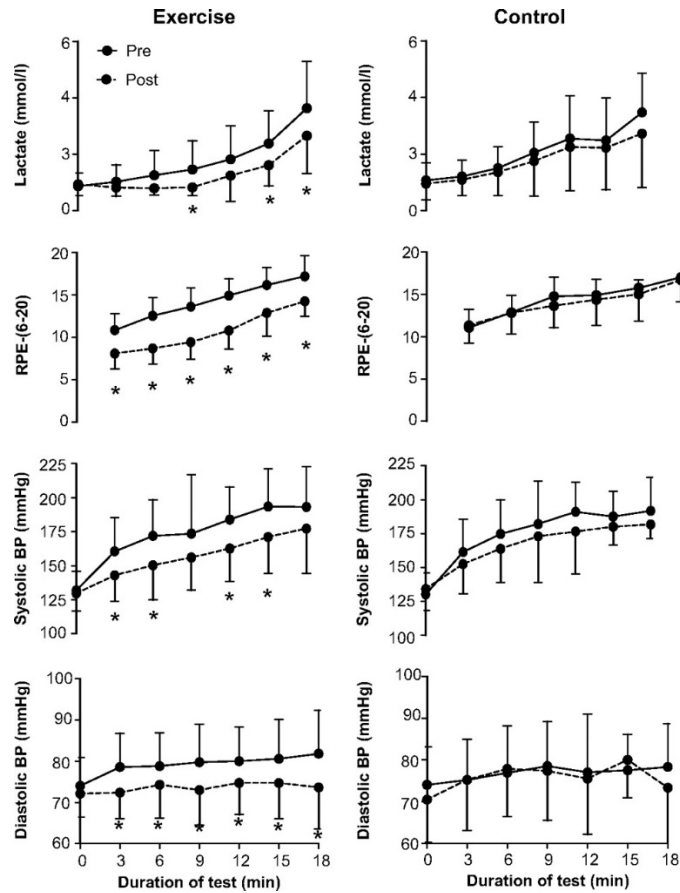 Exercise
Control
Lactate (mmol/l)
6
4
3
1
0
Pre
Post
* * *
6
4
3
1
0
RPE-(6-20)
20
15
10
5
0
* * * * * *
20
15
10
5
0
Systolic BP (mmHg)
225
200
175
150
125
100
* * * *
225
200
175
150
125
100
Diastolic BP (mmHg)
100
90
80
70
60
* * * * * *
100
90
80
70
60
0 3 6 9 12 15 18
0 3 6 9 12 15 18
Duration of test (min)
Duration of test (min)